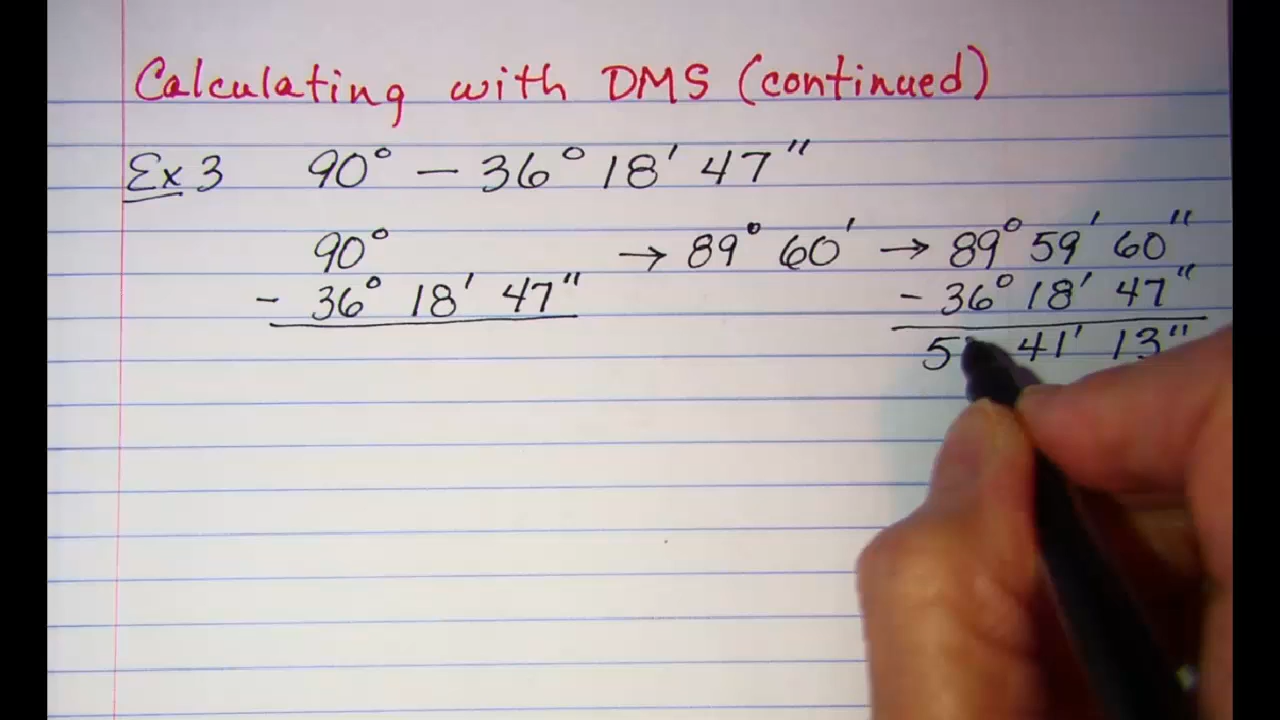 Calculating with DMS (continued)
Ex 3 90° − 36° 18' 47"
90° → 89° 60' → 89° 59' 60"
− 36° 18' 47" − 36° 18' 47"
41' 13"